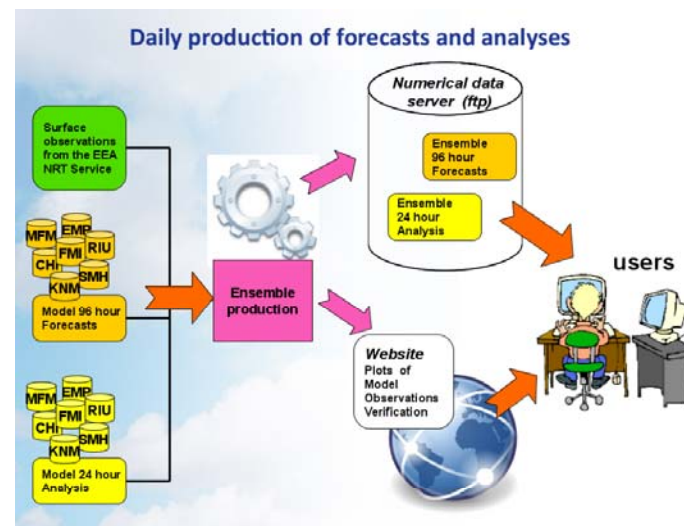 Daily production of forecasts and analyses
Numerical data
server (ftp)
Surface
observations
from the EEA
NRT Service
Ensemble
96 hour
Forecasts
Ensemble
24 hour
Analysis
MFM
EMP
RIU
CHI
FMI
SMH
KNM
Model 96 hour
Forecasts
Ensemble
production
users
Website
Plots of
Model
Observations
Verification
MFM
EMP
RIU
CHI
FMI
SMH
KNM
Model 24 hour
Analysis